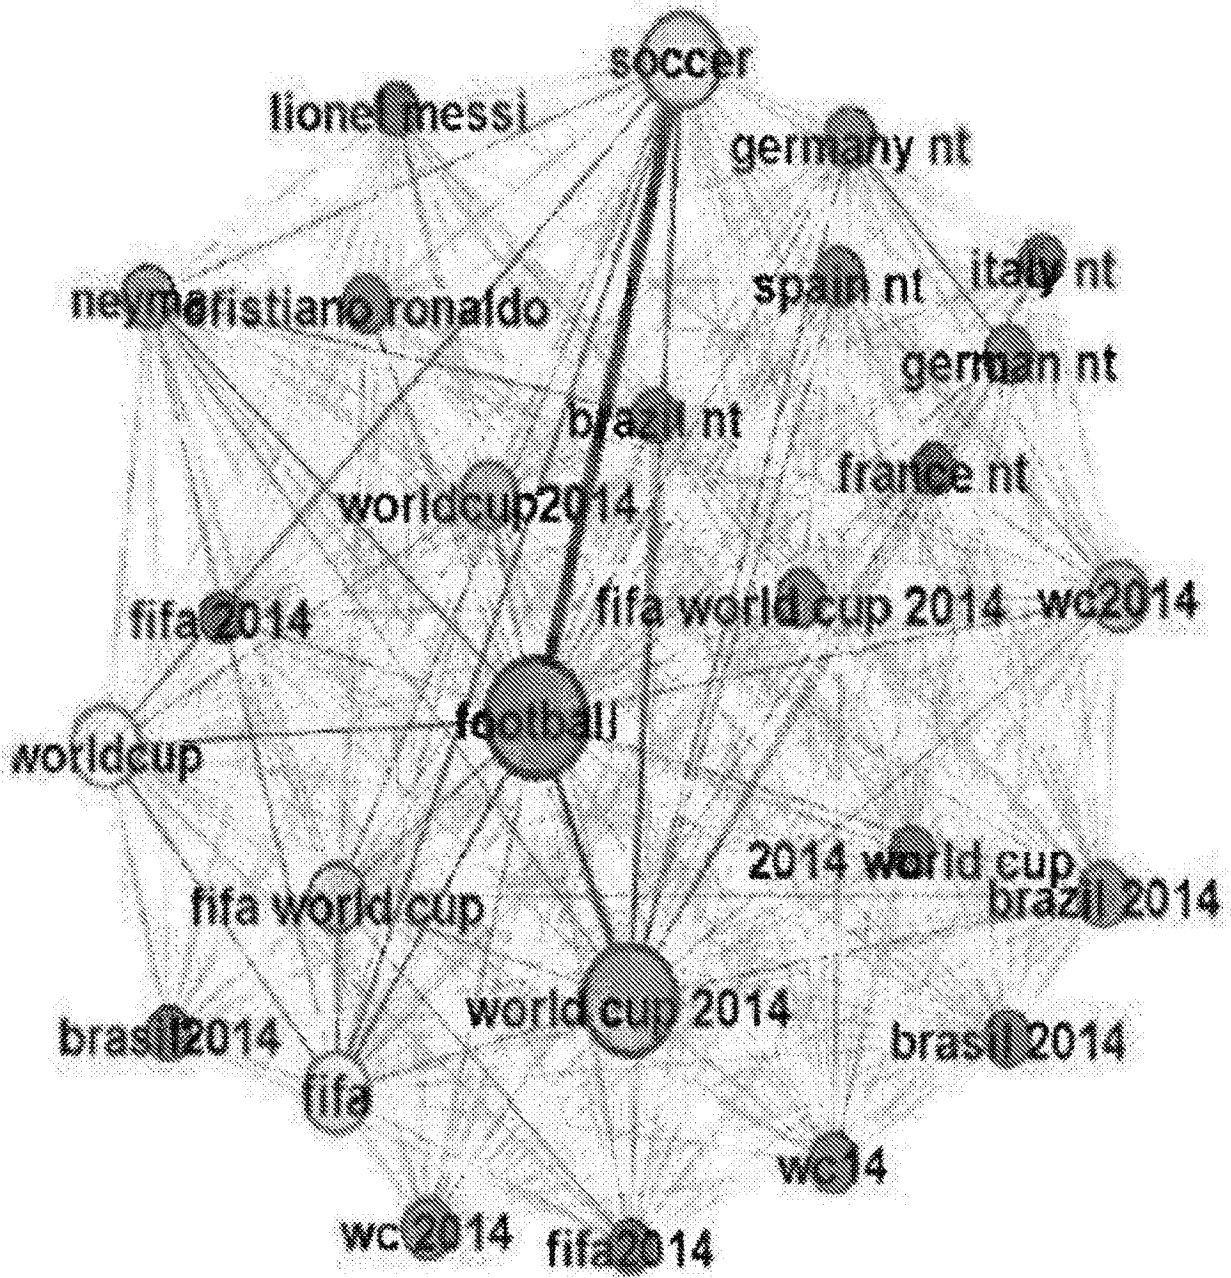 soccer
lionel messi
germany nt
spain nt
italy nt
neymar
cristiano ronaldo
german nt
brazil nt
france nt
worldcup2014
fifa 2014
fifa world cup 2014
wc2014
football
worldcup
2014 world cup
brazil 2014
fifa world cup
world cup 2014
brasil2014
brasil 2014
fifa
wc14
wc 2014
fifa2014